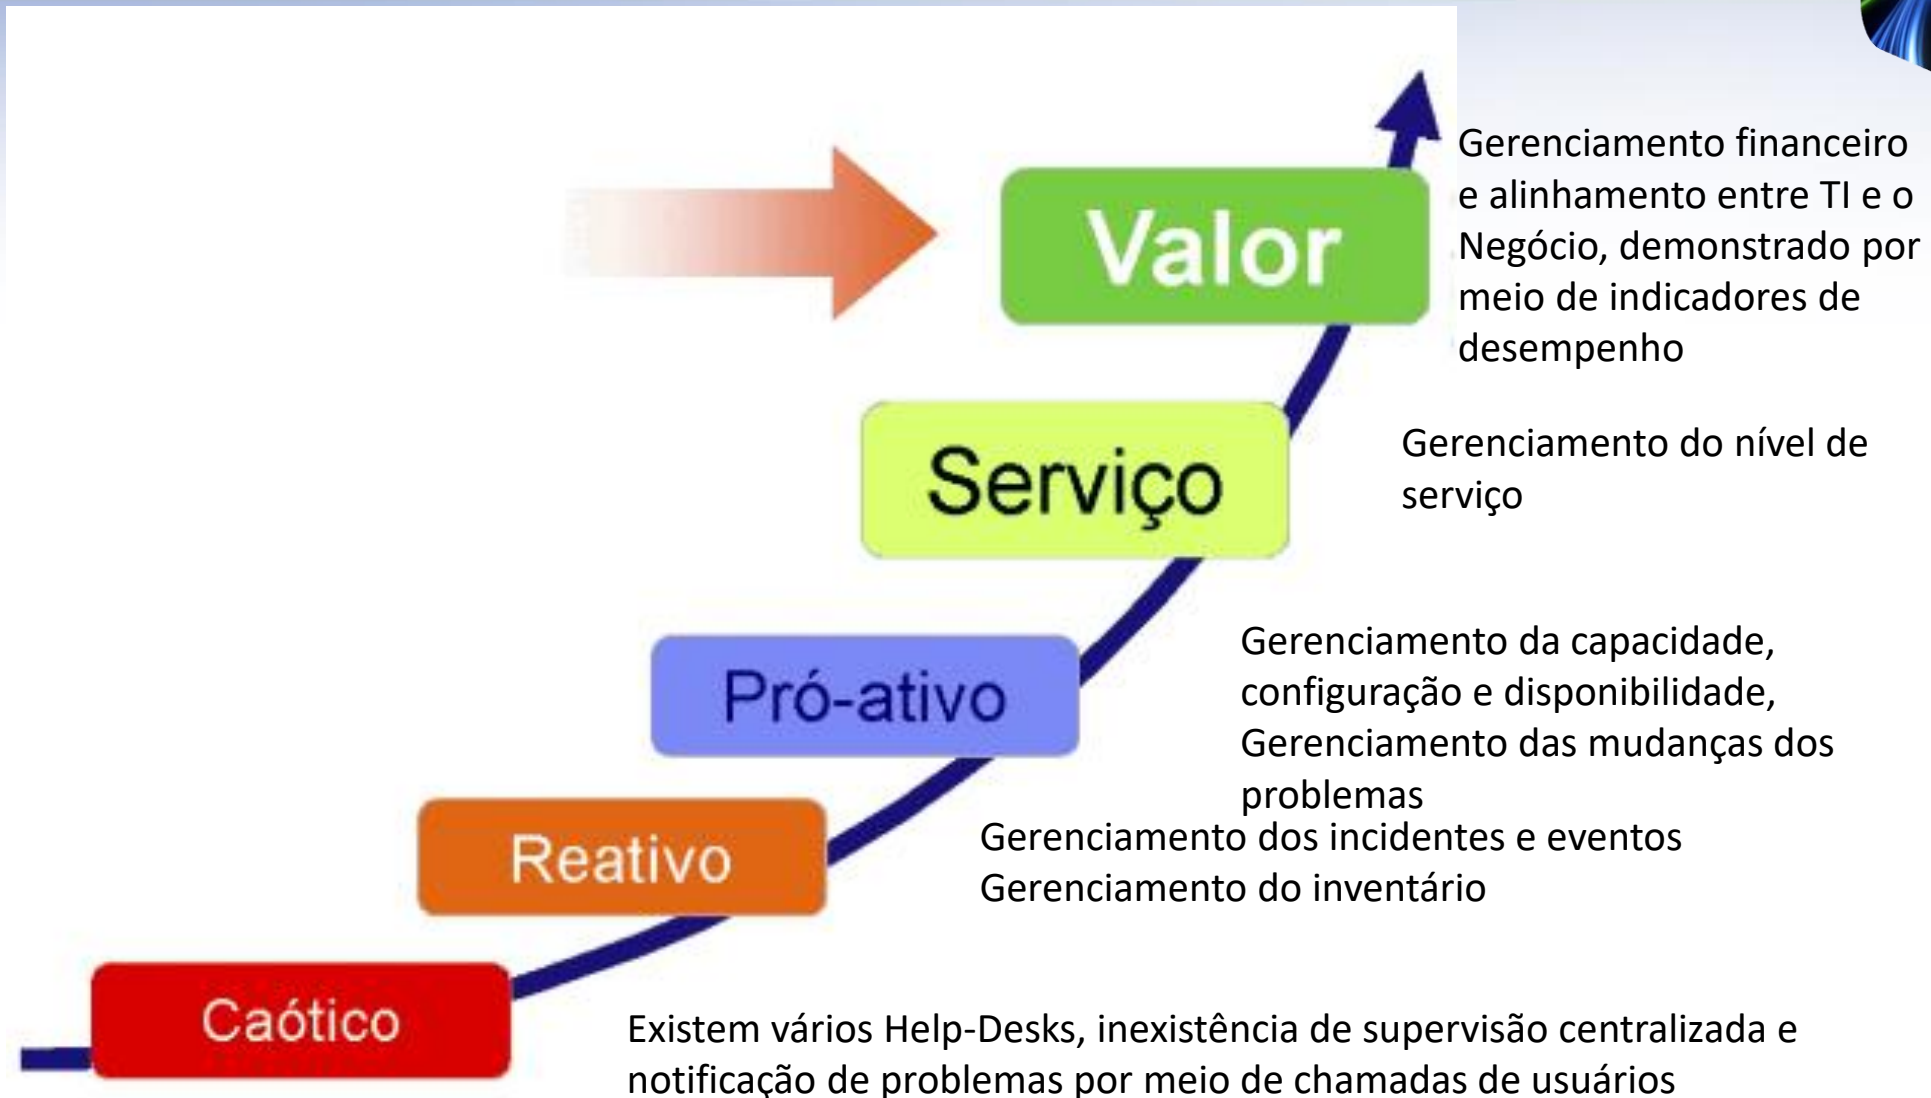 Valor
Gerenciamento financeiro
e alinhamento entre TI e o
Negócio, demonstrado por
meio de indicadores de
desempenho
Serviço
Gerenciamento do nível de
serviço
Pró-ativo
Gerenciamento da capacidade,
configuração e disponibilidade,
Gerenciamento das mudanças dos
problemas
Reativo
Gerenciamento dos incidentes e eventos
Gerenciamento do inventário
Caótico
Existem vários Help-Desks, inexistência de supervisão centralizada e
notificação de problemas por meio de chamadas de usuários